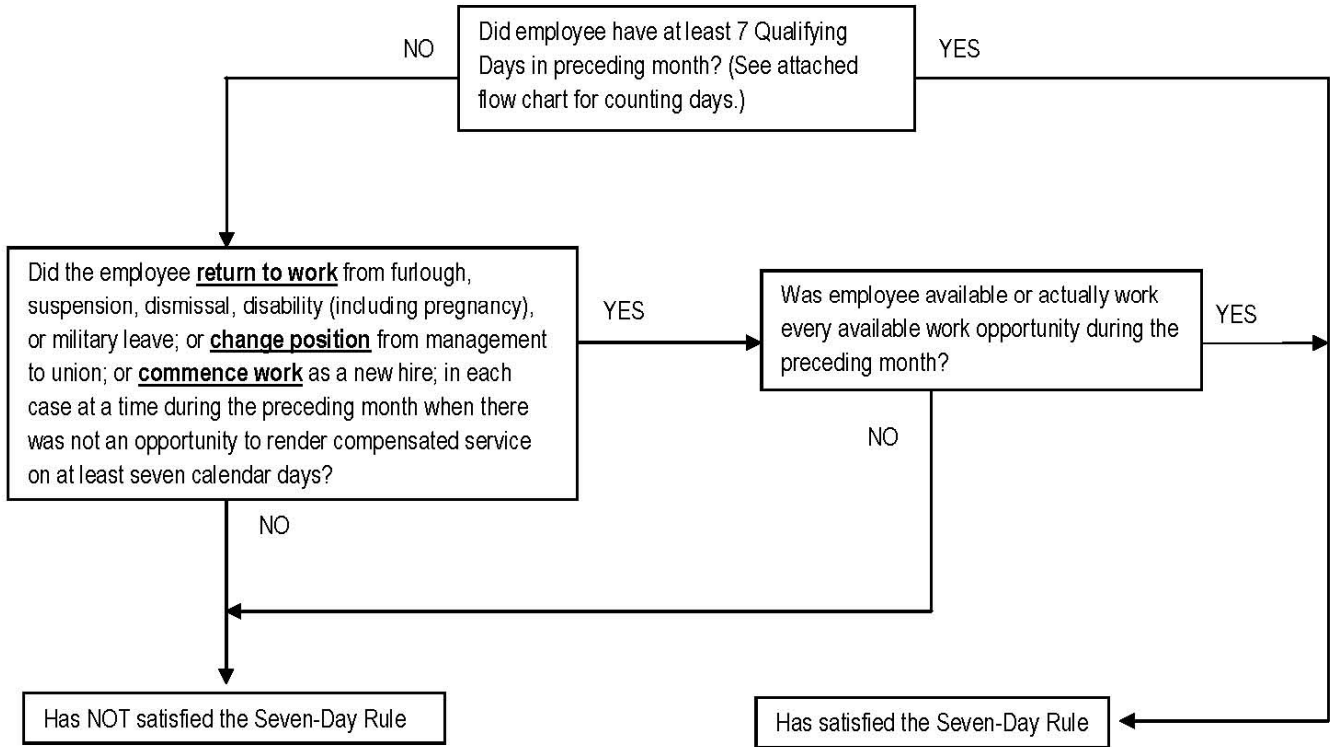 Did employee have at least 7 Qualifying
Days in preceding month? (See attached
flow chart for counting days.)
NO
YES
Did the employee return to work from furlough,
suspension, dismissal, disability (including pregnancy),
or military leave; or change position from management
to union; or commence work as a new hire; in each
case at a time during the preceding month when there
was not an opportunity to render compensated service
on at least seven calendar days?
YES
Was employee available or actually work
every available work opportunity during the
preceding month?
YES
NO
NO
Has NOT satisfied the Seven-Day Rule
Has satisfied the Seven-Day Rule